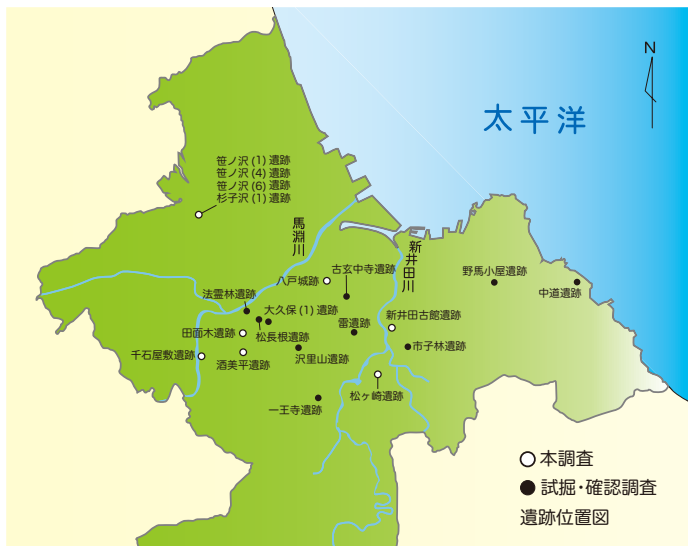 N
太平洋
笹ノ沢(1)遺跡
笹ノ沢(4)遺跡
笹ノ沢(6)遺跡
杉子沢(1)遺跡
馬淵川
新井田川
八戸城跡
古玄中寺遺跡
野馬小屋遺跡
中道遺跡
法霊林遺跡
大久保(1)遺跡
新井田古館遺跡
田面木遺跡
松長根遺跡
雷遺跡
市子林遺跡
千石屋敷遺跡
酒美平遺跡
沢里山遺跡
松ヶ崎遺跡
一王寺遺跡
本調査
試掘・確認調査
遺跡位置図